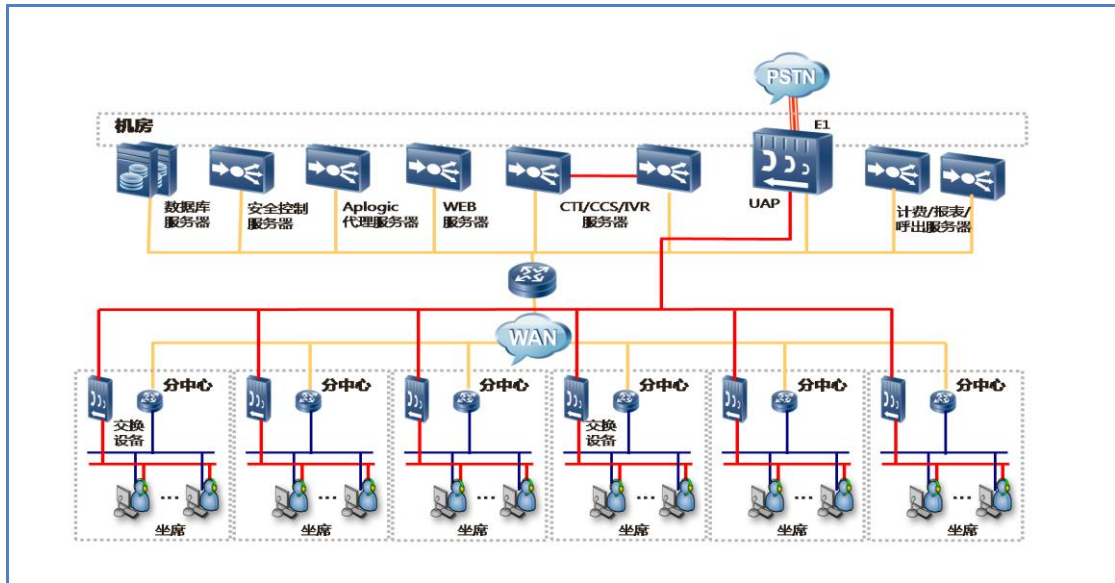 PSTN
机房
E1
数据库
服务器
安全控制
服务器
Aplogic
代理服务器
WEB
服务器
CTI/CCS/IVR
服务器
UAP
计费/报表/
呼出服务器
WAN
分中心
分中心
分中心
分中心
分中心
分中心
交换
设备
交换
设备
...
...
...
...
...
...
坐席
坐席
坐席
坐席
坐席
坐席